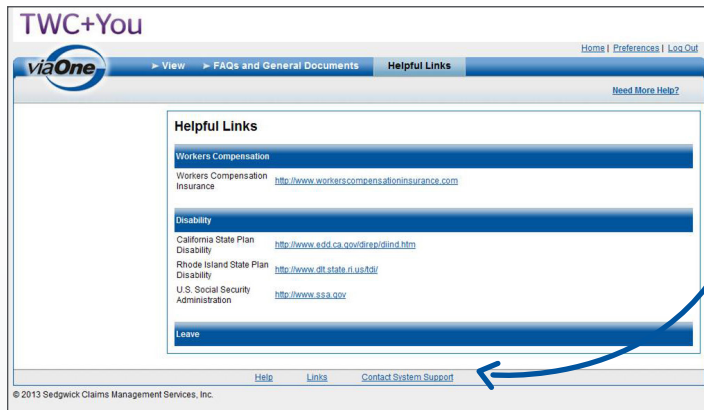 TWC+You
Home | Preferences | Log Out
viaOne
► View ► FAQs and General Documents Helpful Links
Need More Help?
Helpful Links
Workers Compensation
Workers Compensation
Insurance
http://www.workerscompensationinsurance.com
Disability
California State Plan
Disability
http://www.edd.ca.gov/direp/diind.htm
Rhode Island State Plan
Disability
http://www.dlt.state.ri.us/tdi/
U.S. Social Security
Administration
http://www.ssa.gov
Leave
Help Links Contact System Support
© 2013 Sedgwick Claims Management Services, Inc.